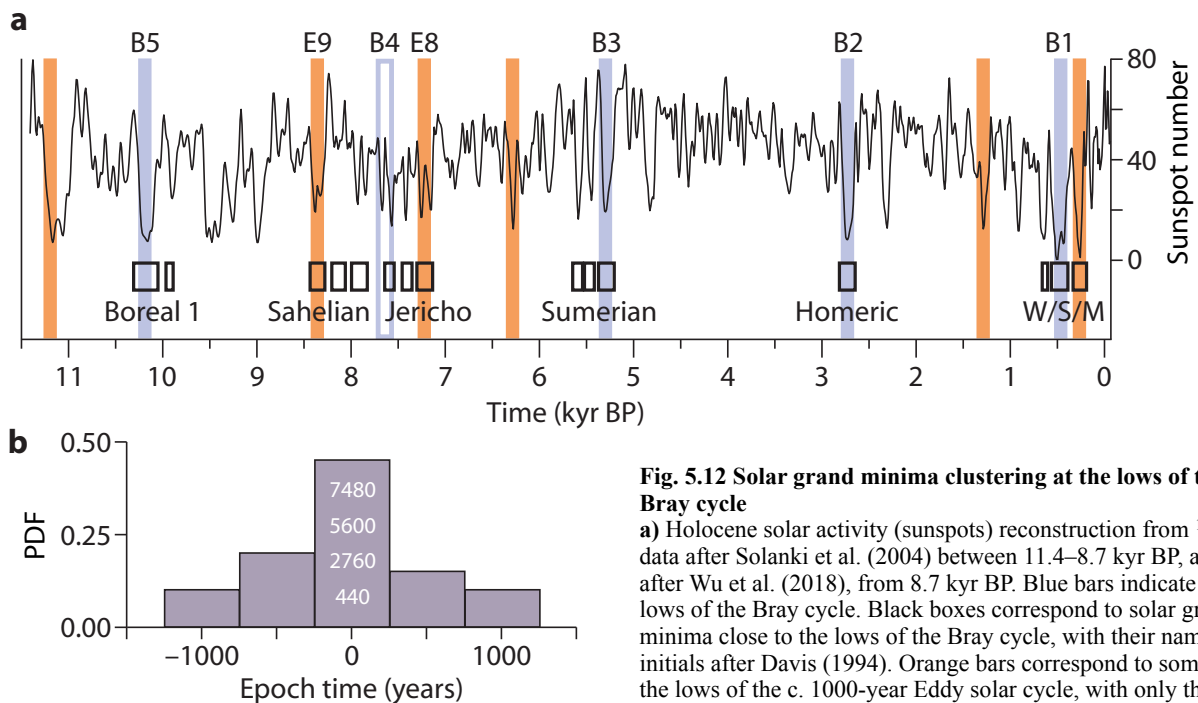 a
B5 E9 B4 E8 B3 B2 B1
80
40
0
Sunspot number
Boreal 1 Sahelian Jericho Sumerian Homeric W/S/M
11 10 9 8 7 6 5 4 3 2 1 0
Time (kyr BP)
b
0.50
0.25
0.00
PDF
7480
5600
2760
440
−1000 0 1000
Epoch time (years)
Fig. 5.12 Solar grand minima clustering at the lows of t
Bray cycle
a) Holocene solar activity (sunspots) reconstruction from
data after Solanki et al. (2004) between 11.4–8.7 kyr BP, a
after Wu et al. (2018), from 8.7 kyr BP. Blue bars indicate
lows of the Bray cycle. Black boxes correspond to solar gr
minima close to the lows of the Bray cycle, with their nam
initials after Davis (1994). Orange bars correspond to som
the lows of the c. 1000-year Eddy solar cycle, with only th